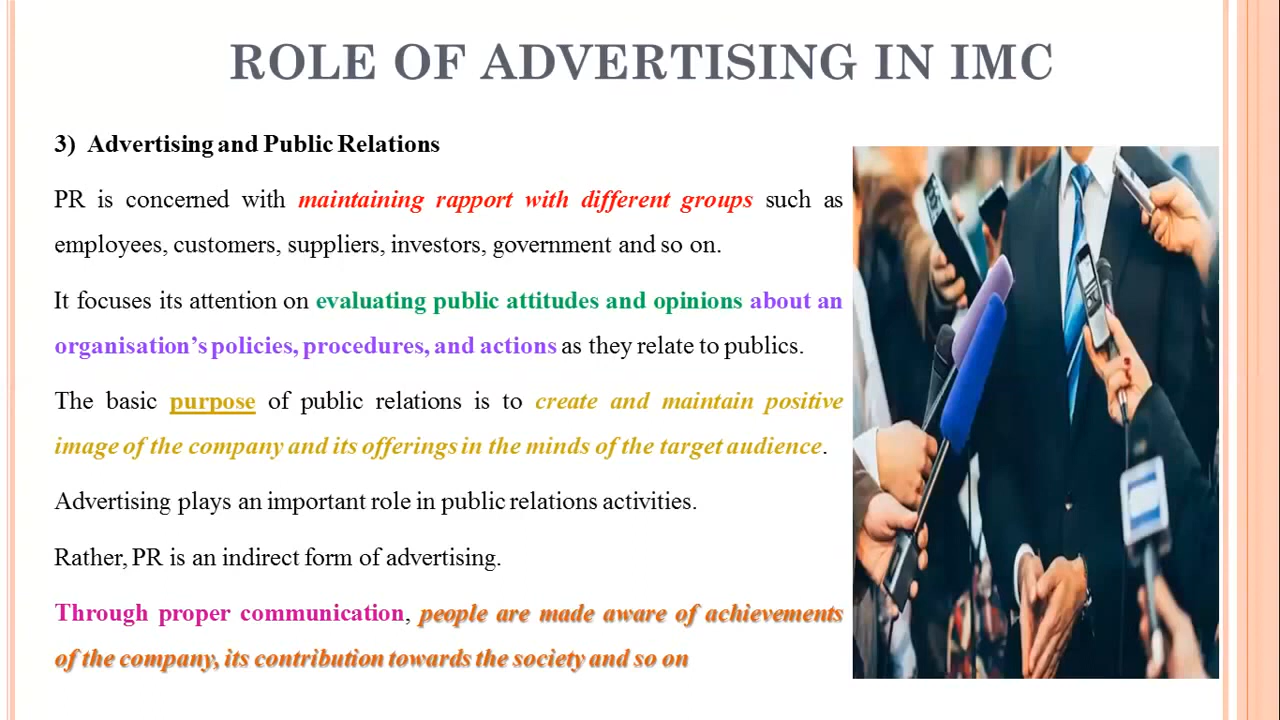 ROLE OF ADVERTISING IN IMC
3) Advertising and Public Relations
PR is concerned with maintaining rapport with different groups such as
employees, customers, suppliers, investors, government and so on.
It focuses its attention on evaluating public attitudes and opinions about an
organisation’s policies, procedures, and actions as they relate to publics.
The basic purpose of public relations is to create and maintain positive
image of the company and its offerings in the minds of the target audience.
Advertising plays an important role in public relations activities.
Rather, PR is an indirect form of advertising.
Through proper communication, people are made aware of achievements
of the company, its contribution towards the society and so on